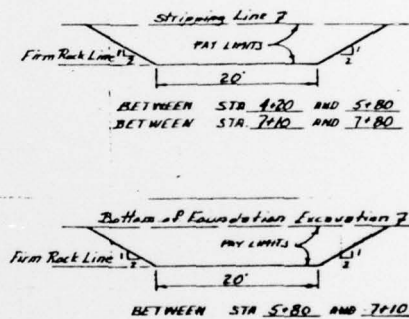 Stripping Line 7
PAY LIMITS
Firm Rock Line
1
2
1
2
20'
BETWEEN STA 4+20 AND 5+80
BETWEEN STA. 7+10 AND 7+80
Bottom of Foundation Excavation 7
PAY LIMITS
Firm Rock Line
1
2
1
2
20'
BETWEEN STA 5+80 AND 7+10